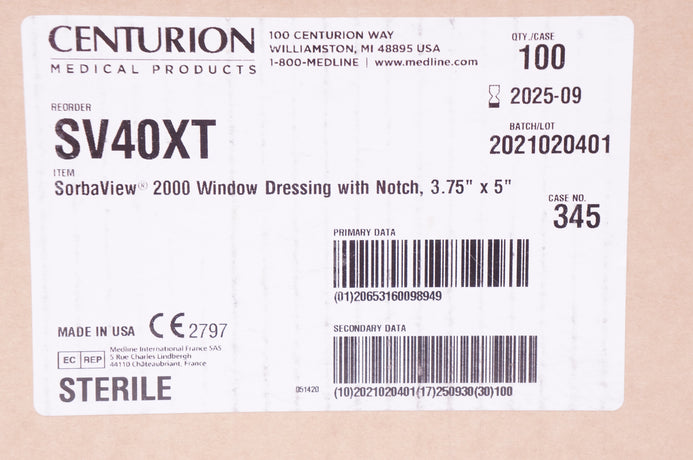 CENTURION
MEDICAL PRODUCTS
100 CENTURION WAY
WILLIAMSTON, MI 48895 USA
1-800-MEDLINE | www.medline.com
QTY./CASE
100
2025-09
REORDER
SV40XT
BATCH/LOT
2021020401
ITEM
SorbaView® 2000 Window Dressing with Notch, 3.75" x 5"
CASE NO.
345
PRIMARY DATA
(01)20653160098949
MADE IN USA CE 2797
SECONDARY DATA
EC REP
Medline International France SAS
5 Rue Charles Lindbergh
44110 Châteaubriant, France
STERILE
051420
(10)2021020401(17)250930(30)100